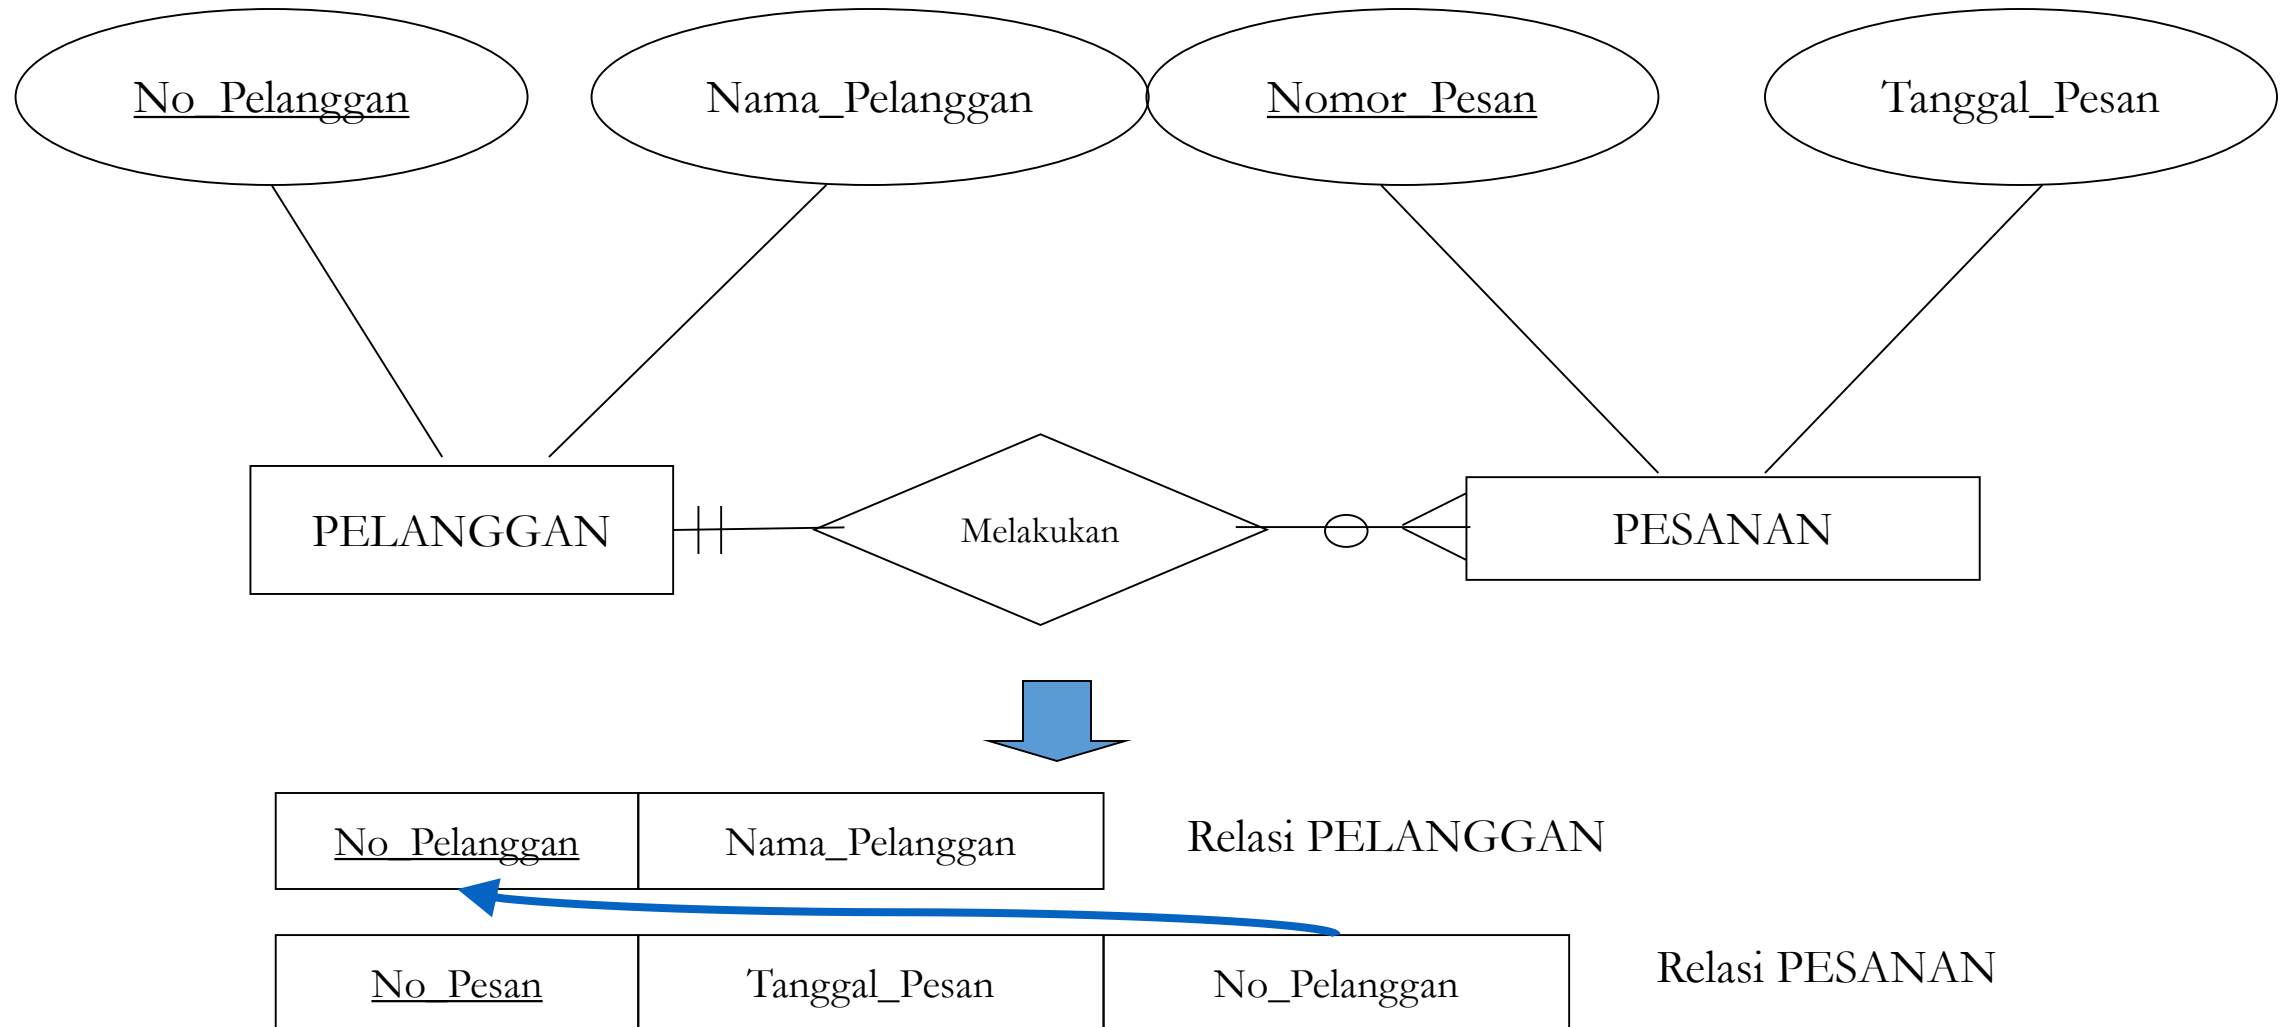 No_Pelanggan
Nama_Pelanggan
Nomor_Pesan
Tanggal_Pesan
PELANGGAN
Melakukan
PESANAN
No_Pelanggan
Nama_Pelanggan
Relasi PELANGGAN
No_Pesan
Tanggal_Pesan
No_Pelanggan
Relasi PESANAN